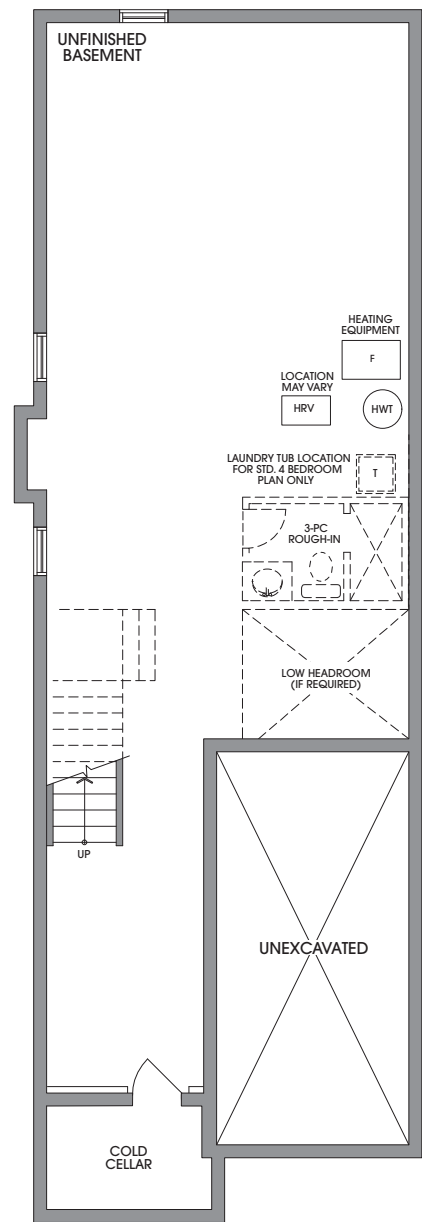 UNFINISHED
BASEMENT
HEATING
EQUIPMENT
F
LOCATION
MAY VARY
HRV
HWT
LAUNDRY TUB LOCATION
FOR STD. 4 BEDROOM
PLAN ONLY
T
3-PC
ROUGH-IN
LOW HEADROOM
(IF REQUIRED)
UP
UNEXCAVATED
COLD
CELLAR